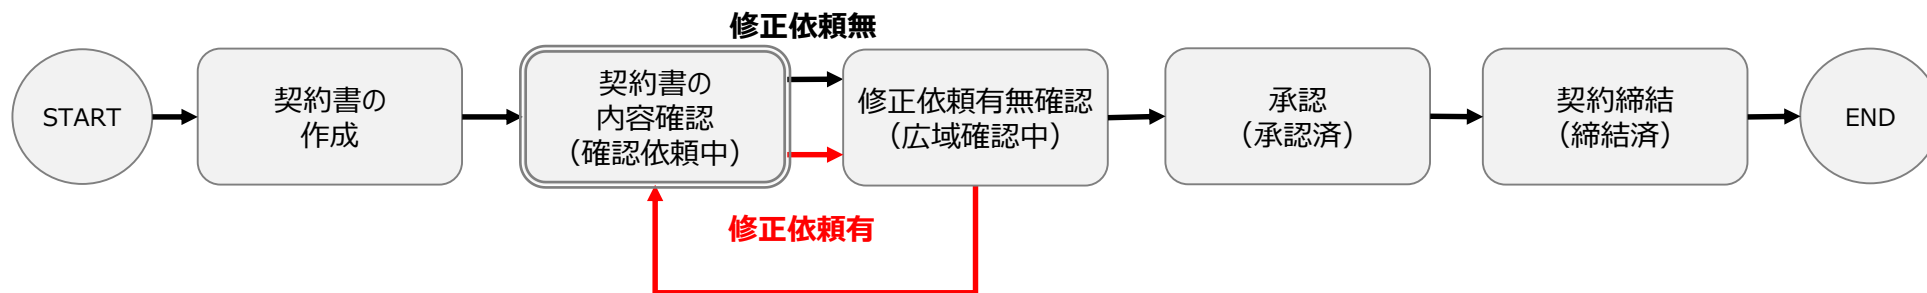 修正依頼無
START
契約書の
作成
契約書の
内容確認
（確認依頼中）
修正依頼有無確認
（広域確認中）
承認
（承認済）
契約締結
（締結済）
END
修正依頼有